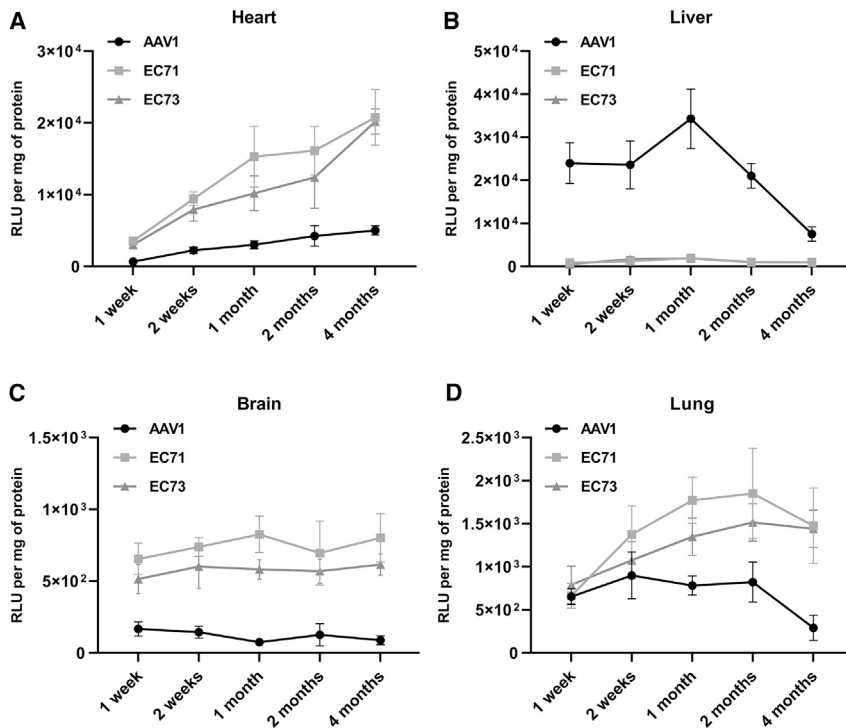 A
Heart
AAV1
EC71
EC73
RLU per mg of protein
3×10⁴
2×10⁴
1×10⁴
0
1 week
2 weeks
1 month
2 months
4 months
B
Liver
AAV1
EC71
EC73
RLU per mg of protein
5×10⁴
4×10⁴
3×10⁴
2×10⁴
1×10⁴
0
1 week
2 weeks
1 month
2 months
4 months
C
Brain
AAV1
EC71
EC73
RLU per mg of protein
1.5×10³
1×10³
5×10²
0
1 week
2 weeks
1 month
2 months
4 months
D
Lung
AAV1
EC71
EC73
RLU per mg of protein
2.5×10³
2×10³
1.5×10³
1×10³
5×10²
0
1 week
2 weeks
1 month
2 months
4 months